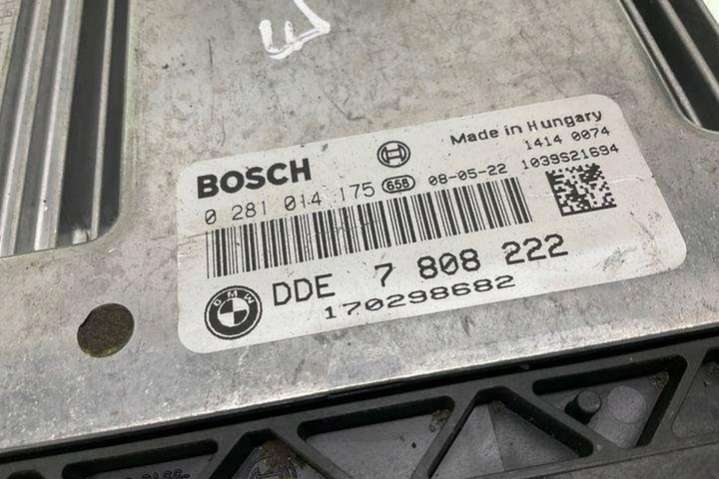 Made in Hungary
BOSCH
1414 0074
0 281 014 175 658 08-05-22 1039S21694
BMW DDE 7 808 222
170298682